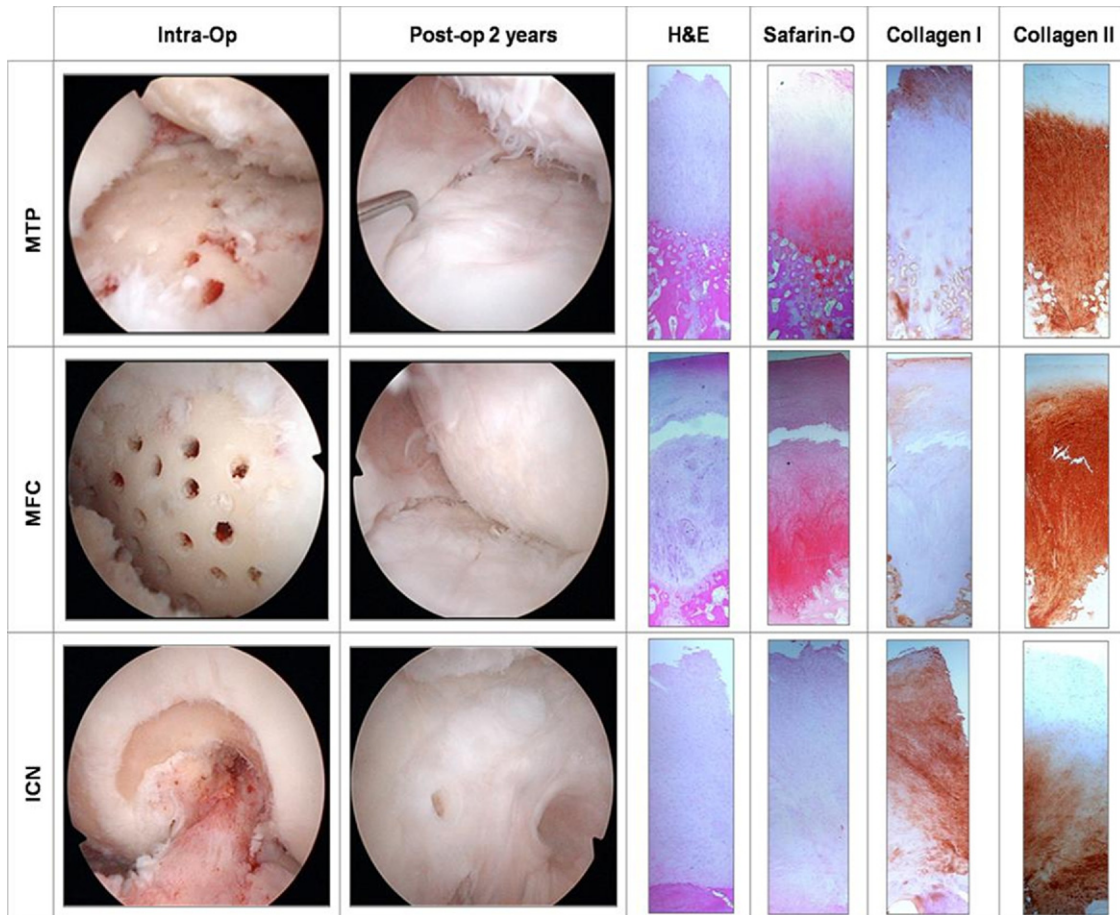 Intra-Op
Post-op 2 years
H&E
Safarin-O
Collagen I
Collagen II
MTP
MFC
ICN